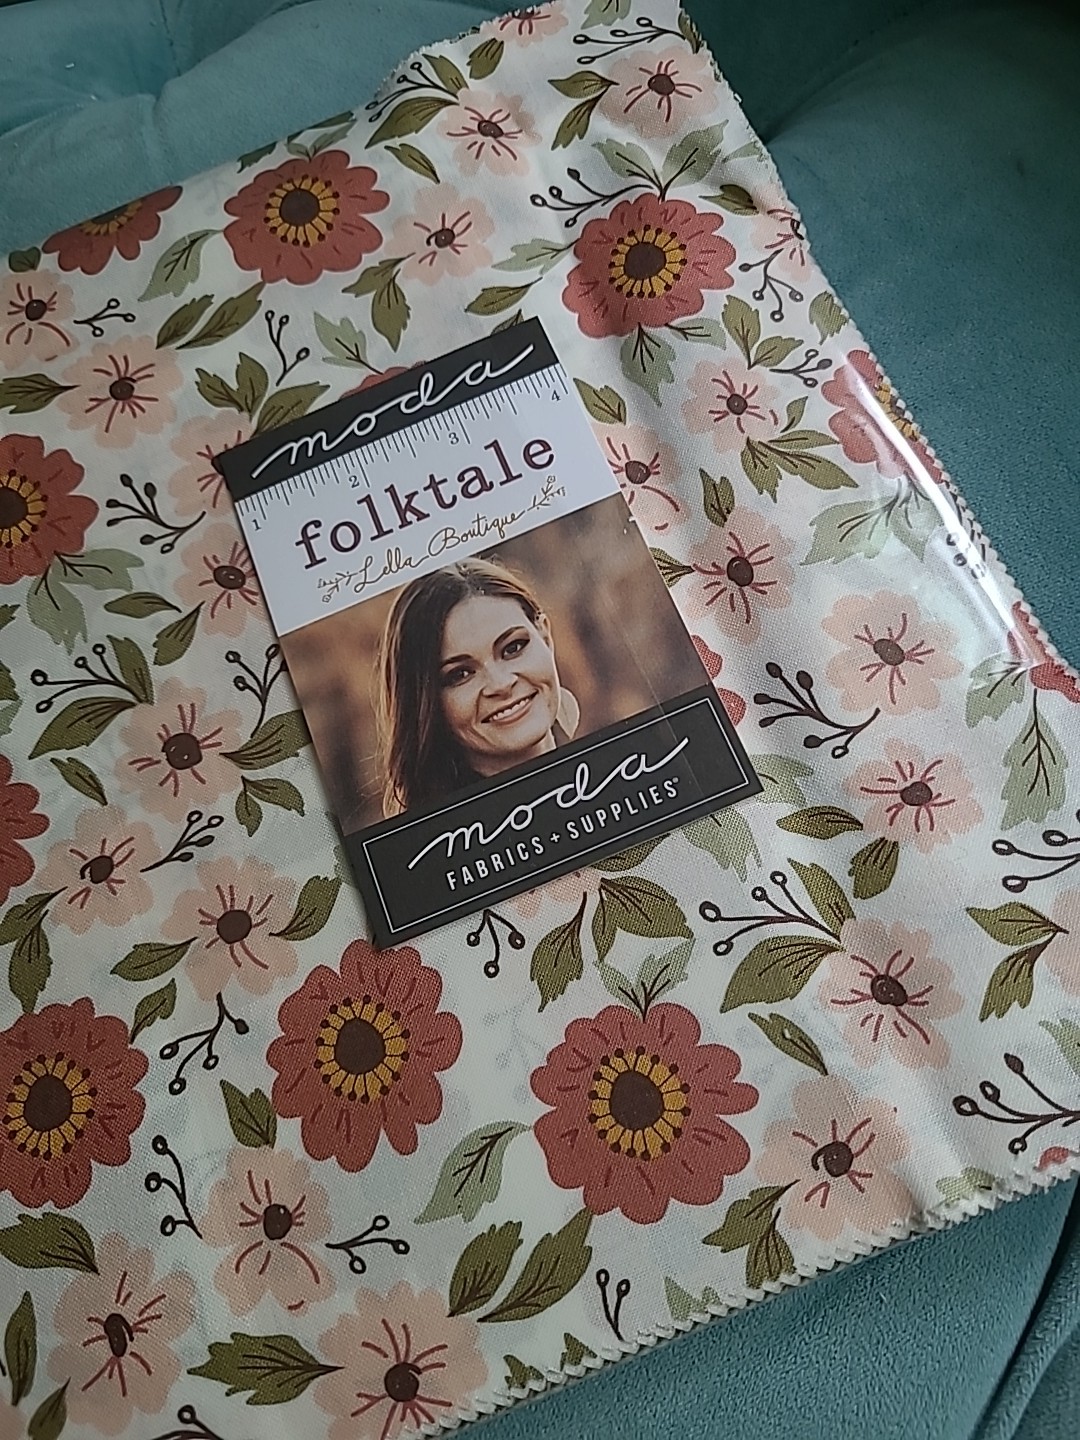 moda
1 2 3 4
folktale
Lella Boutique
moda
FABRICS + SUPPLIES®